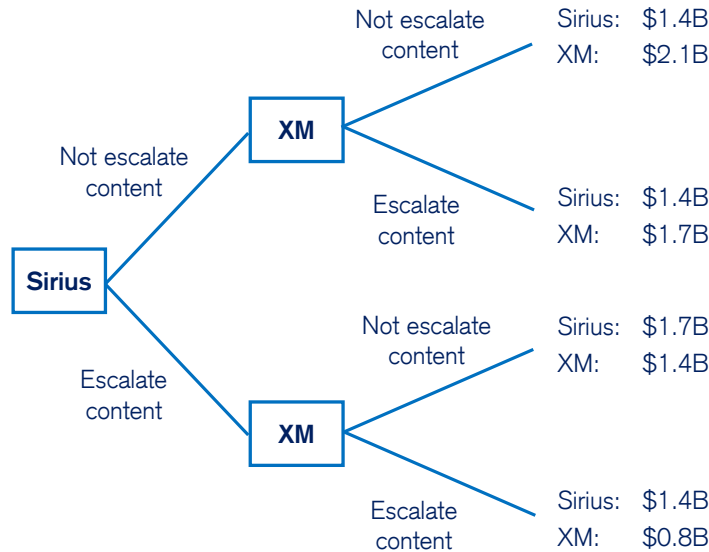 Not escalate
content
Sirius: $1.4B
XM: $2.1B
XM
Not escalate
content
Escalate
content
Sirius: $1.4B
XM: $1.7B
Sirius
Not escalate
content
Sirius: $1.7B
XM: $1.4B
Escalate
content
XM
Escalate
content
Sirius: $1.4B
XM: $0.8B